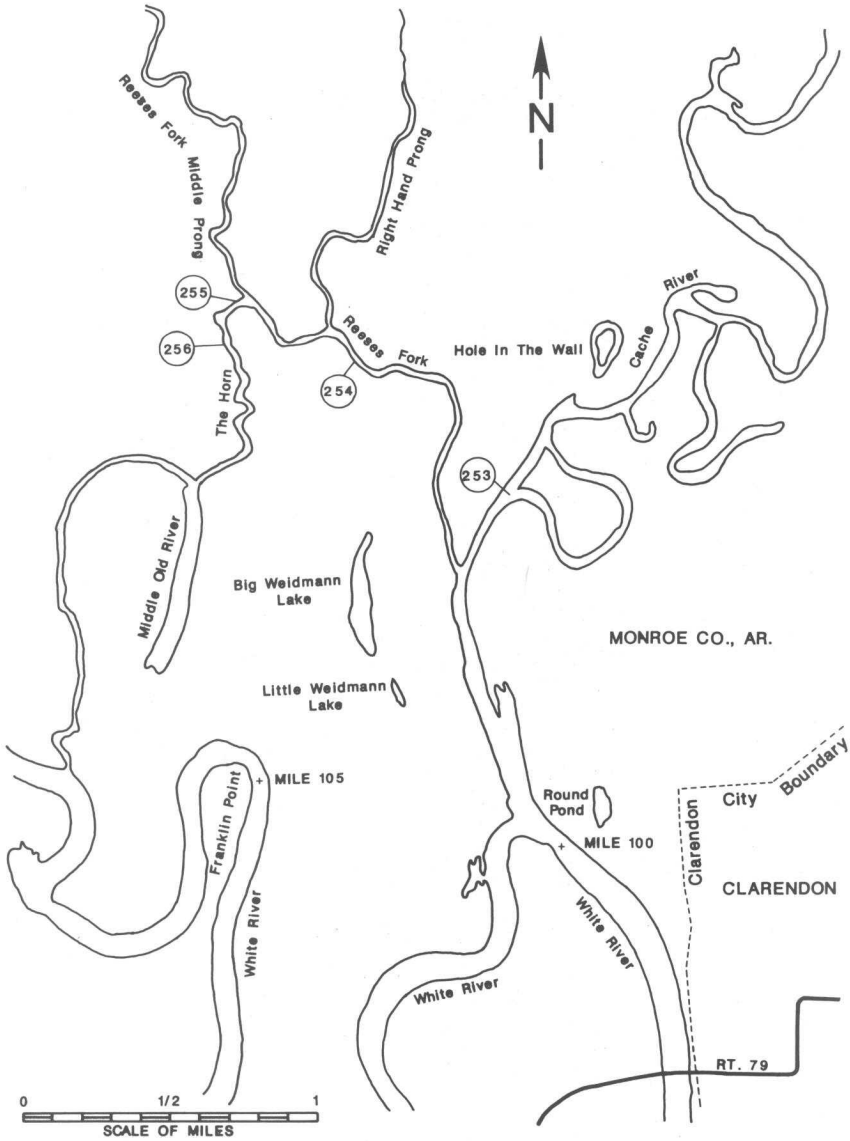 Reeses Fork Middle Prong
Right Hand Prong
N
255
256
The Horn
Reeses Fork
254
Hole In The Wall
Cache River
253
Middle Old River
Big Weidmann
Lake
MONROE CO., AR.
Little Weidmann
Lake
MILE 105
Franklin Point
White River
Round
Pond
MILE 100
City Boundary
Clarendon
CLARENDON
White River
White River
RT. 79
0 1/2 1
SCALE OF MILES